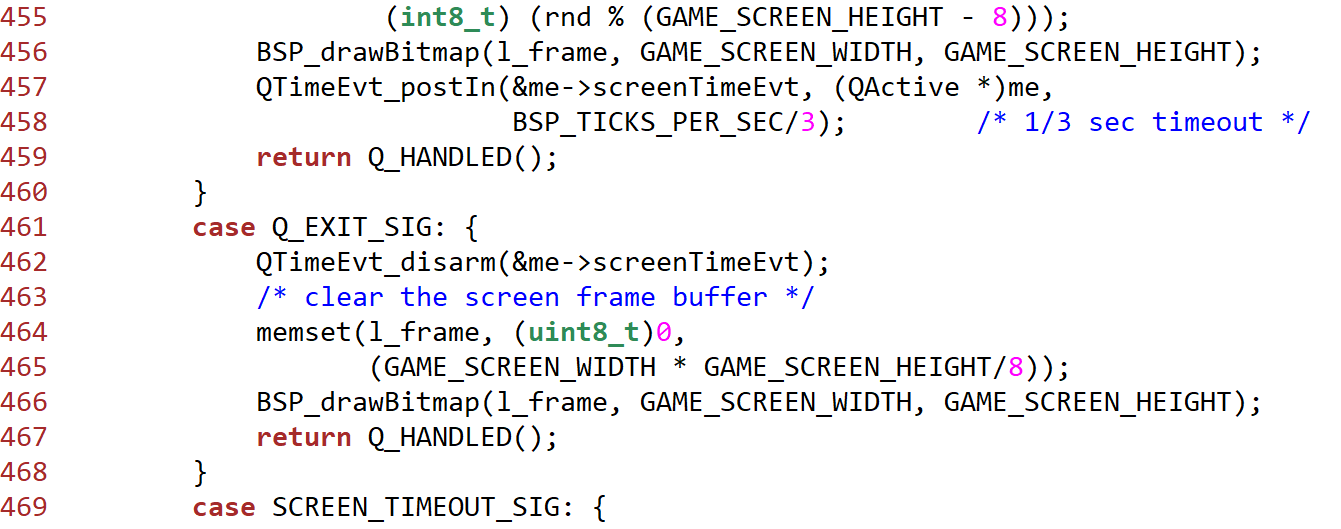 455                     (int8_t) (rnd % (GAME_SCREEN_HEIGHT - 8)));
456             BSP_drawBitmap(l_frame, GAME_SCREEN_WIDTH, GAME_SCREEN_HEIGHT);
457             QTimeEvt_postIn(&me->screenTimeEvt, (QActive *)me,
458                             BSP_TICKS_PER_SEC/3);        /* 1/3 sec timeout */
459             return Q_HANDLED();
460         }
461         case Q_EXIT_SIG: {
462             QTimeEvt_disarm(&me->screenTimeEvt);
463             /* clear the screen frame buffer */
464             memset(l_frame, (uint8_t)0,
465                    (GAME_SCREEN_WIDTH * GAME_SCREEN_HEIGHT/8));
466             BSP_drawBitmap(l_frame, GAME_SCREEN_WIDTH, GAME_SCREEN_HEIGHT);
467             return Q_HANDLED();
468         }
469         case SCREEN_TIMEOUT_SIG: {